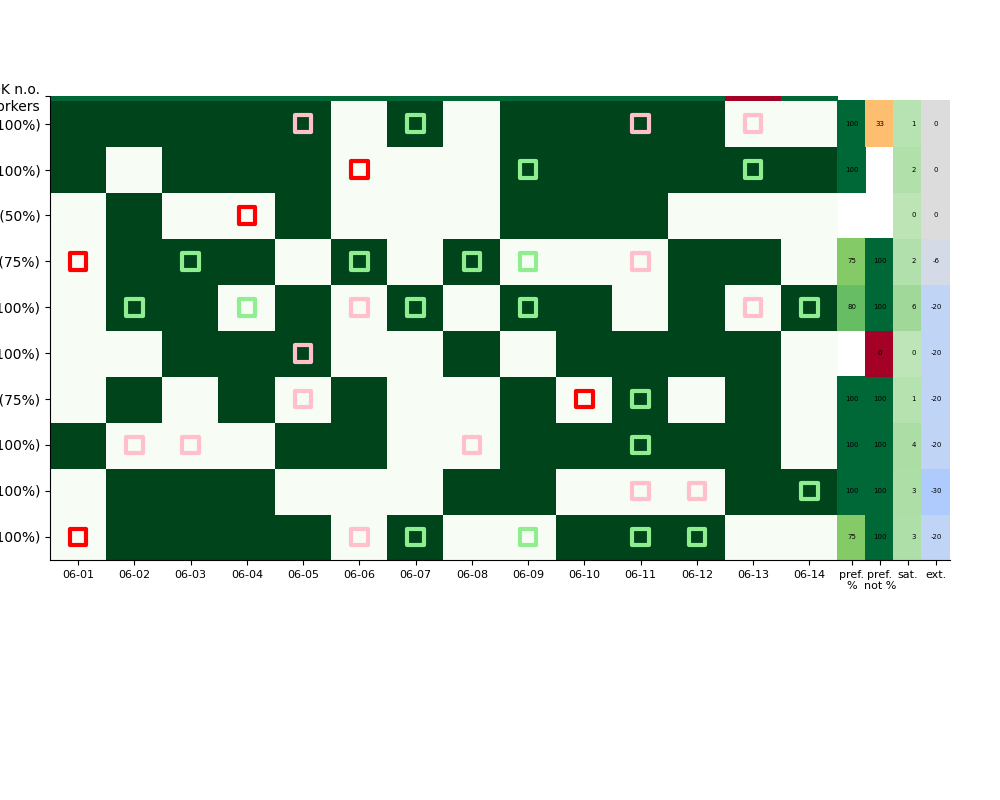 K n.o.
orkers
100%) 100 33 1 0
100%) 100 2 0
(50%) 0 0
(75%) 75 100 2 -6
100%) 80 100 6 -20
100%) 0 0 -20
(75%) 100 100 1 -20
100%) 100 100 4 -20
100%) 100 100 3 -30
100%) 75 100 3 -20
06-01 06-02 06-03 06-04 06-05 06-06 06-07 06-08 06-09 06-10 06-11 06-12 06-13 06-14 pref. pref. sat. ext.
% not %